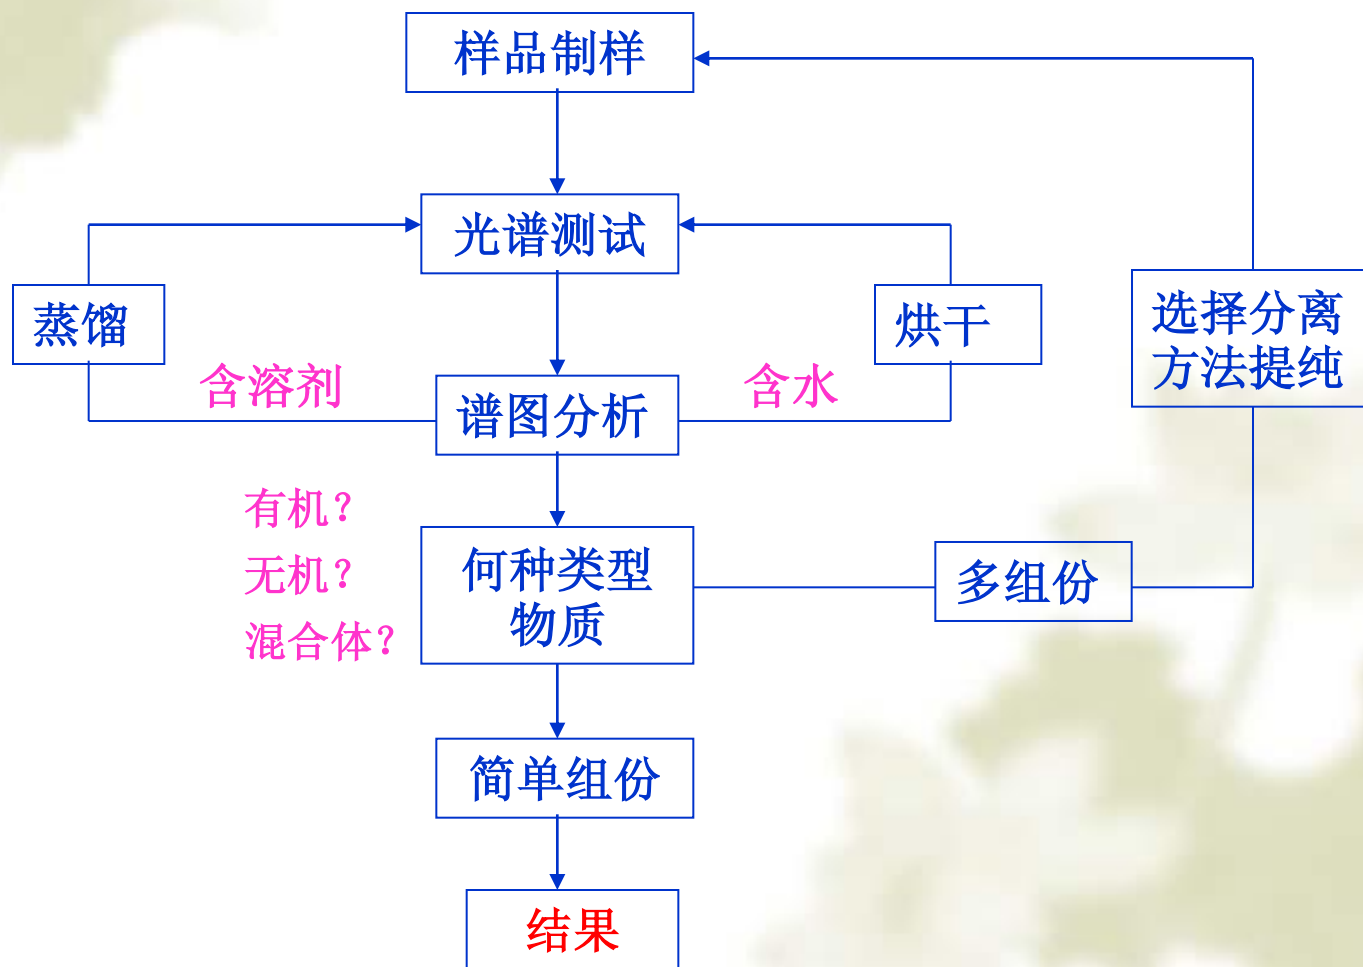 样品制样
光谱测试
蒸馏
烘干
选择分离
方法提纯
含溶剂
含水
谱图分析
有机?
无机?
混合体?
何种类型
物质
多组份
简单组份
结果